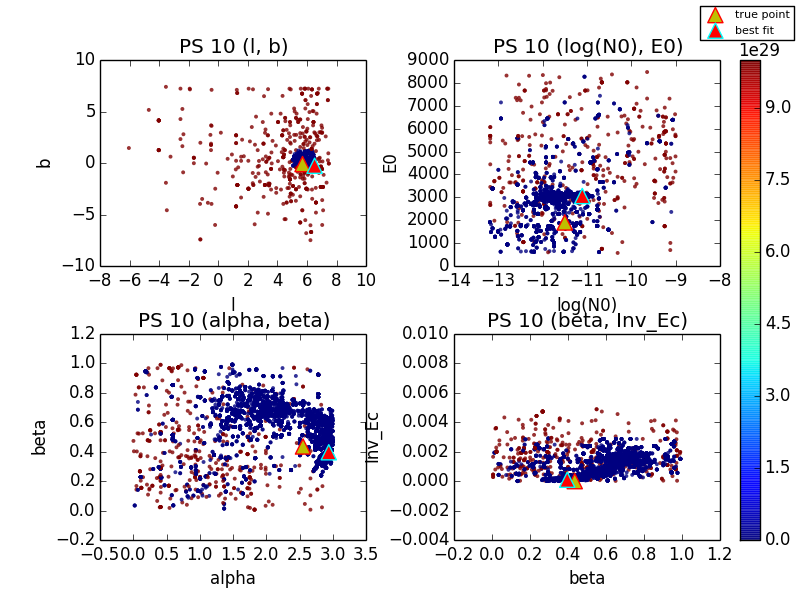 true point
best fit
PS 10 (l, b)
PS 10 (log(N0), E0)
1e29
10
5
0
−5
−10
b
−8 −6 −4 −2 0 2 4 6 8 10
l
9000
8000
7000
6000
5000
4000
3000
2000
1000
0
E0
−14 −13 −12 −11 −10 −9 −8
log(N0)
9.0
7.5
6.0
4.5
3.0
1.5
0.0
PS 10 (alpha, beta)
PS 10 (beta, Inv_Ec)
1.2
1.0
0.8
0.6
0.4
0.2
0.0
−0.2
beta
−0.5 0.0 0.5 1.0 1.5 2.0 2.5 3.0 3.5
alpha
0.010
0.008
0.006
0.004
0.002
0.000
−0.002
−0.004
Inv_Ec
−0.2 0.0 0.2 0.4 0.6 0.8 1.0 1.2
beta